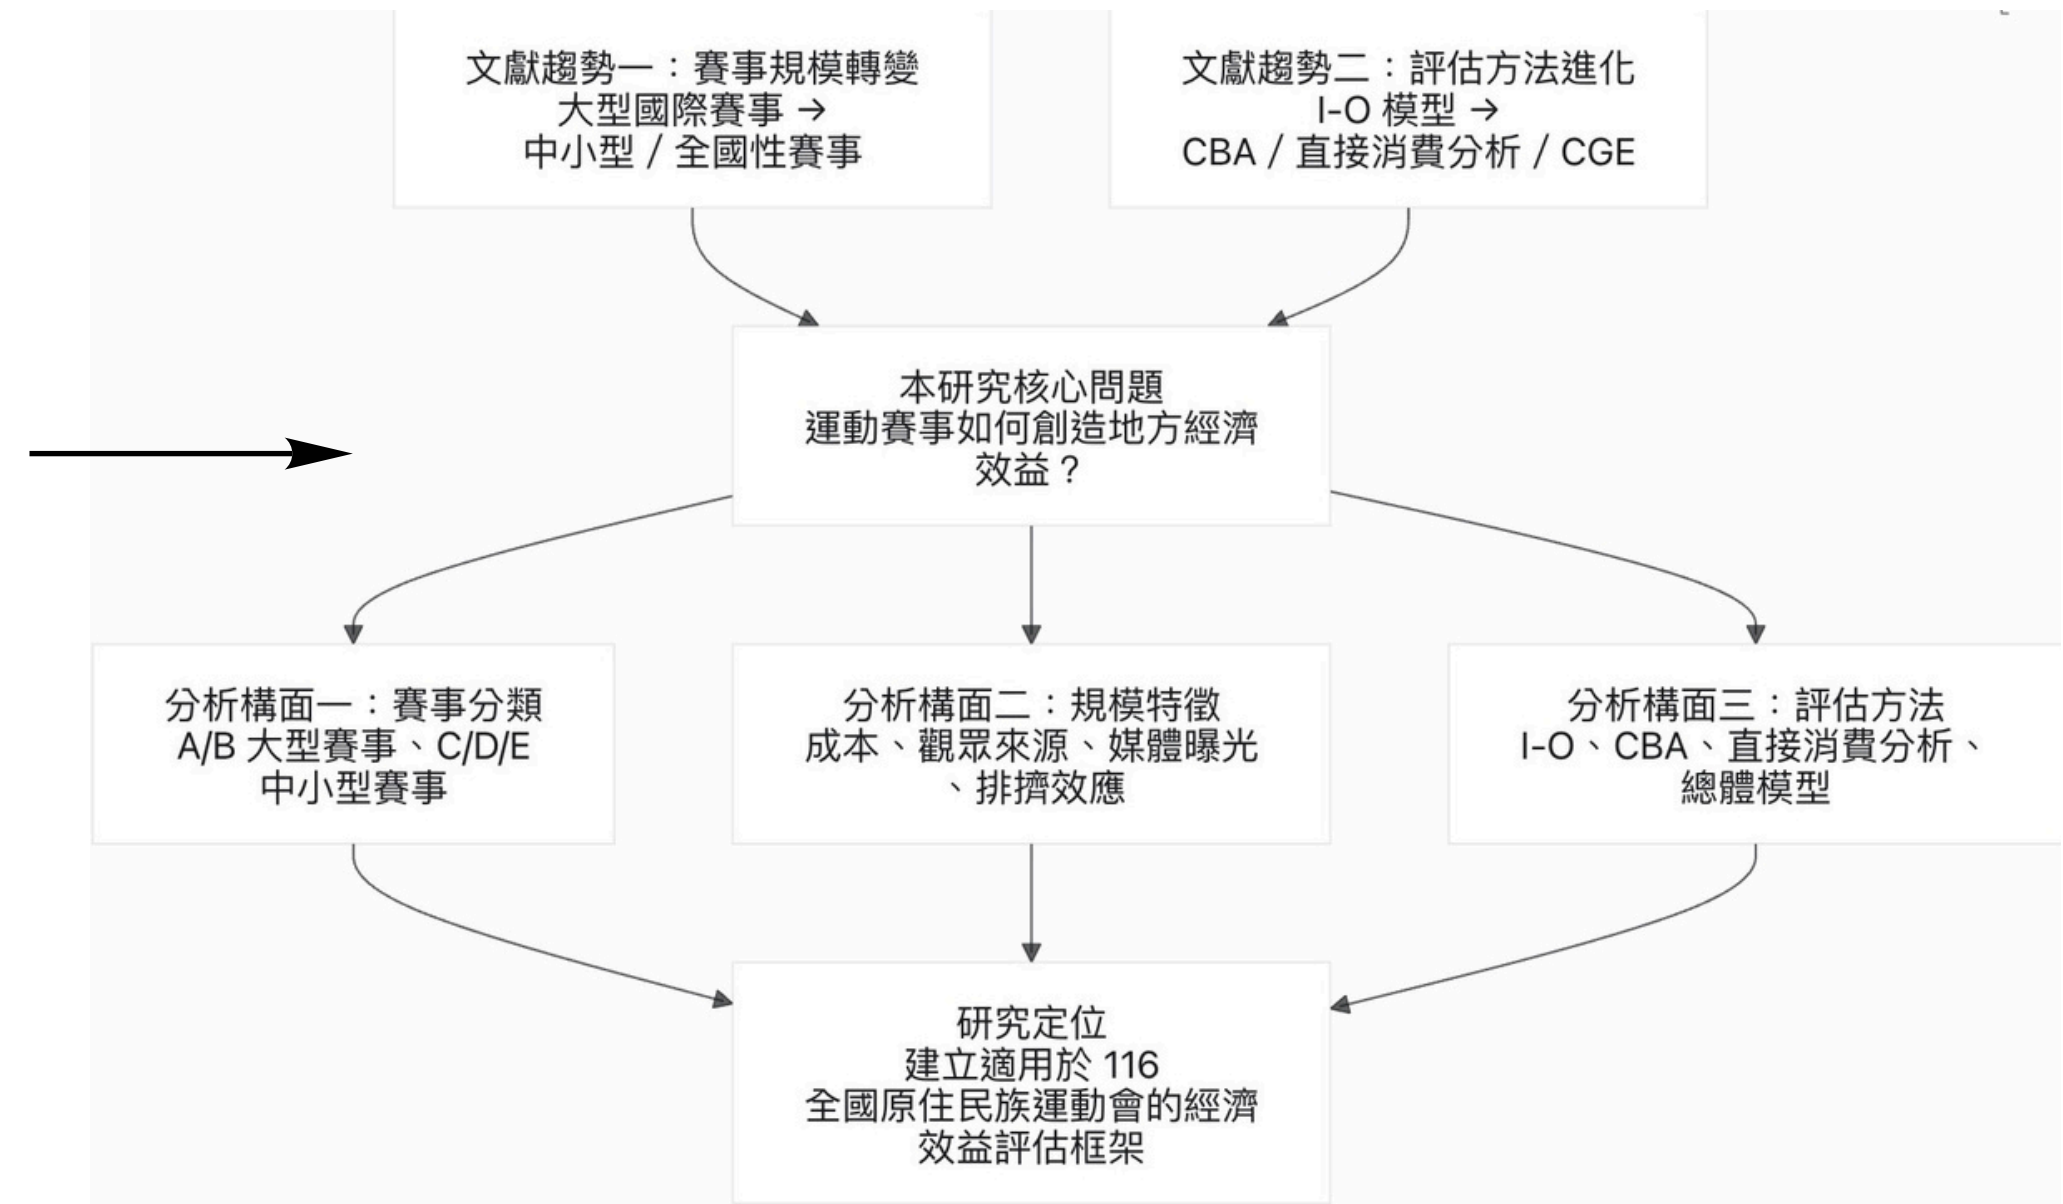 文獻趨勢一：賽事規模轉變
大型國際賽事 →
中小型 / 全國性賽事
文獻趨勢二：評估方法進化
I-O 模型 →
CBA / 直接消費分析 / CGE
本研究核心問題
運動賽事如何創造地方經濟
效益？
分析構面一：賽事分類
A/B 大型賽事、C/D/E
中小型賽事
分析構面二：規模特徵
成本、觀眾來源、媒體曝光
、排擠效應
分析構面三：評估方法
I-O、CBA、直接消費分析、
總體模型
研究定位
建立適用於 116
全國原住民族運動會的經濟
效益評估框架